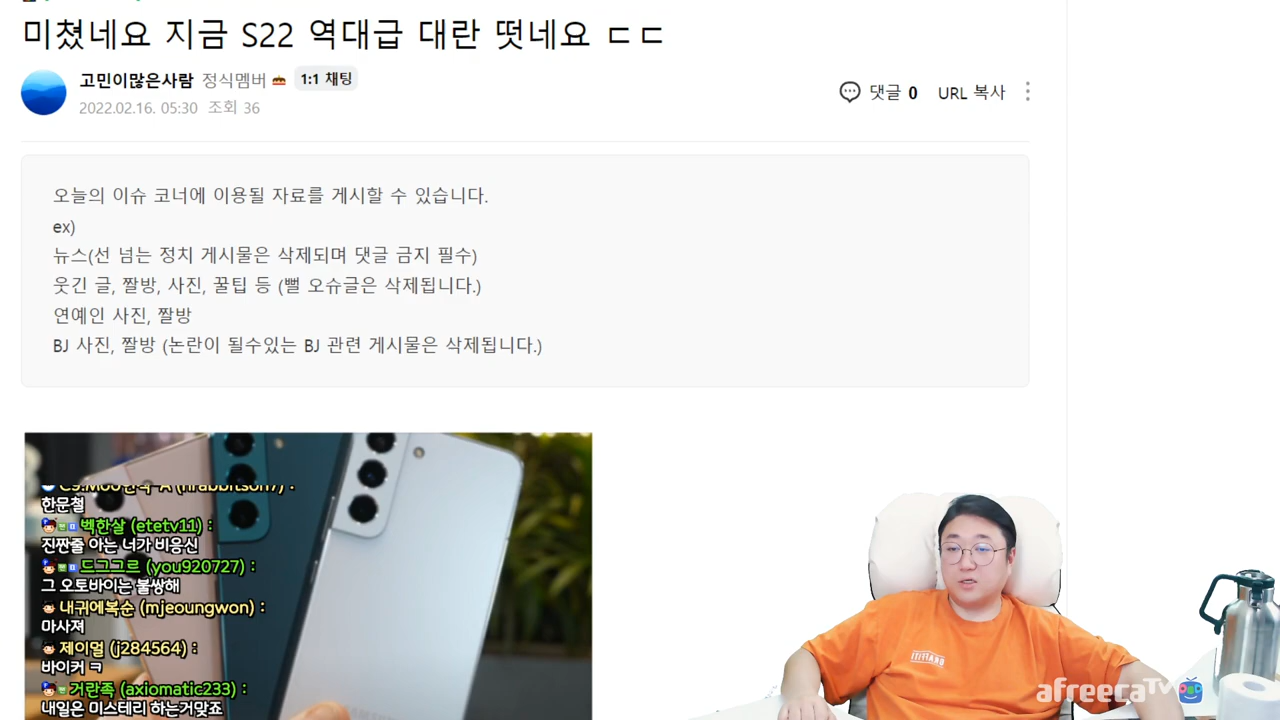 미쳤네요 지금 S22 역대급 대란 떳네요 ㄷㄷ
고민이많은사람 정식멤버 1:1 채팅
2022.02.16. 05:30 조회 36
댓글 0 URL 복사
오늘의 이슈 코너에 이용될 자료를 게시할 수 있습니다.
ex)
뉴스(선 넘는 정치 게시물은 삭제되며 댓글 금지 필수)
웃긴 글, 짤방, 사진, 꿀팁 등 (뻘 오슈글은 삭제됩니다.)
연예인 사진, 짤방
BJ 사진, 짤방 (논란이 될수있는 BJ 관련 게시물은 삭제됩니다.)
한문철
벡한살 (etetv11) :
진짠줄 아는 너가 비응신
드그그르 (you920727) :
그 오토바이는 불쌍해
내귀에복순 (mjeoungwon) :
마사져
제이멀 (j284564) :
바이커 ㅋ
거란족 (axiomatic233) :
내일은 미스테리 하는거맞죠
afreecaTV